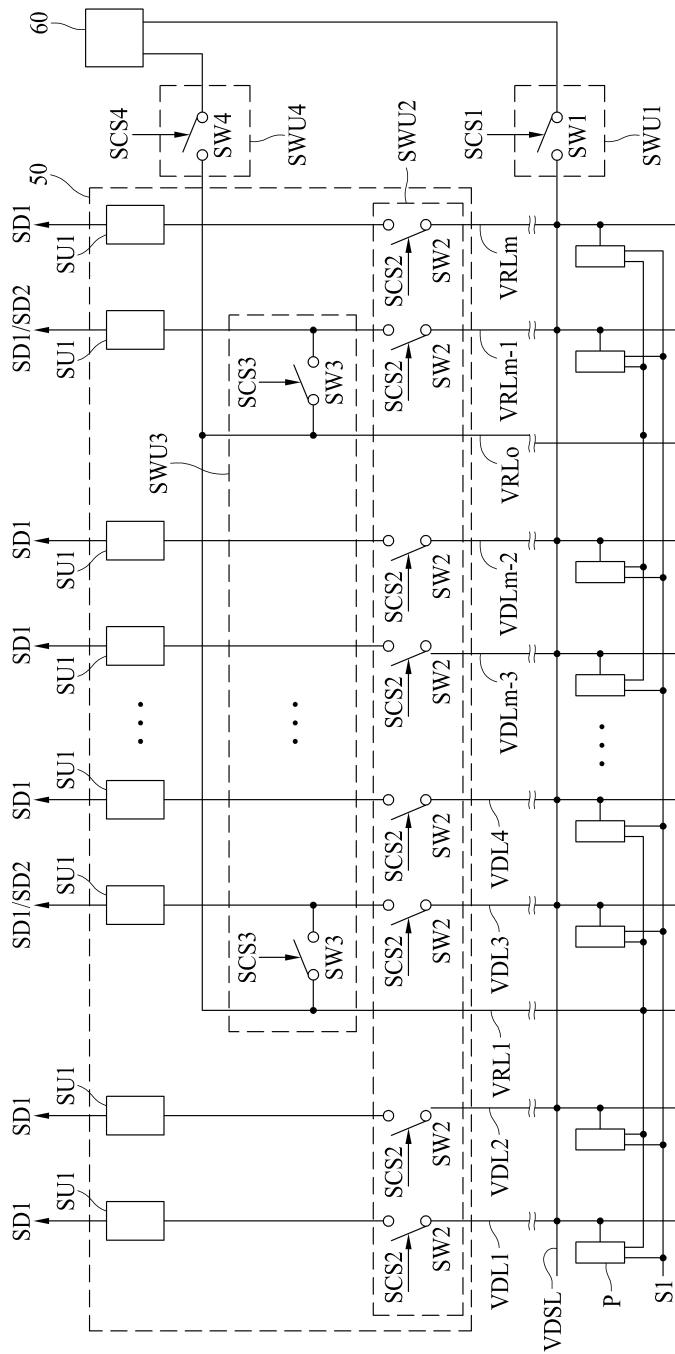 SD1
SD1
SD1/SD2
SD1
SD1
SD1
SD1/SD2
SD1
50
60
SU1
SU1
SU1
SU1
SU1
SU1
SU1
SU1
SCS4
SW4
SWU4
SWU3
SCS3
SW3
SCS3
SW3
SWU2
SCS2
SW2
SCS2
SW2
SCS2
SW2
SCS2
SW2
SCS2
SW2
SCS2
SW2
SCS2
SW2
SCS2
SW2
SCS1
SW1
SWU1
VDL1
VDL2
VRL1
VDL3
VDL4
VDLm-3
VDLm-2
VRLo
VRLm-1
VRLm
VDSL
P
S1